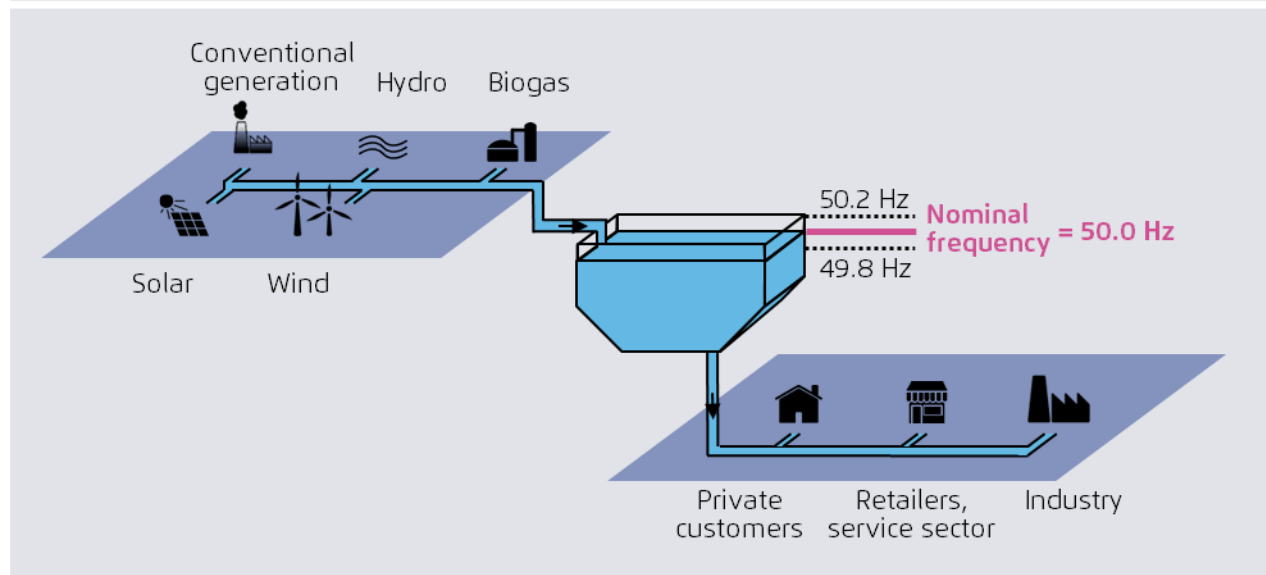 Conventional
generation
Hydro
Biogas
Solar
Wind
50.2 Hz
Nominal
frequency
= 50.0 Hz
49.8 Hz
Private
customers
Retailers,
service sector
Industry